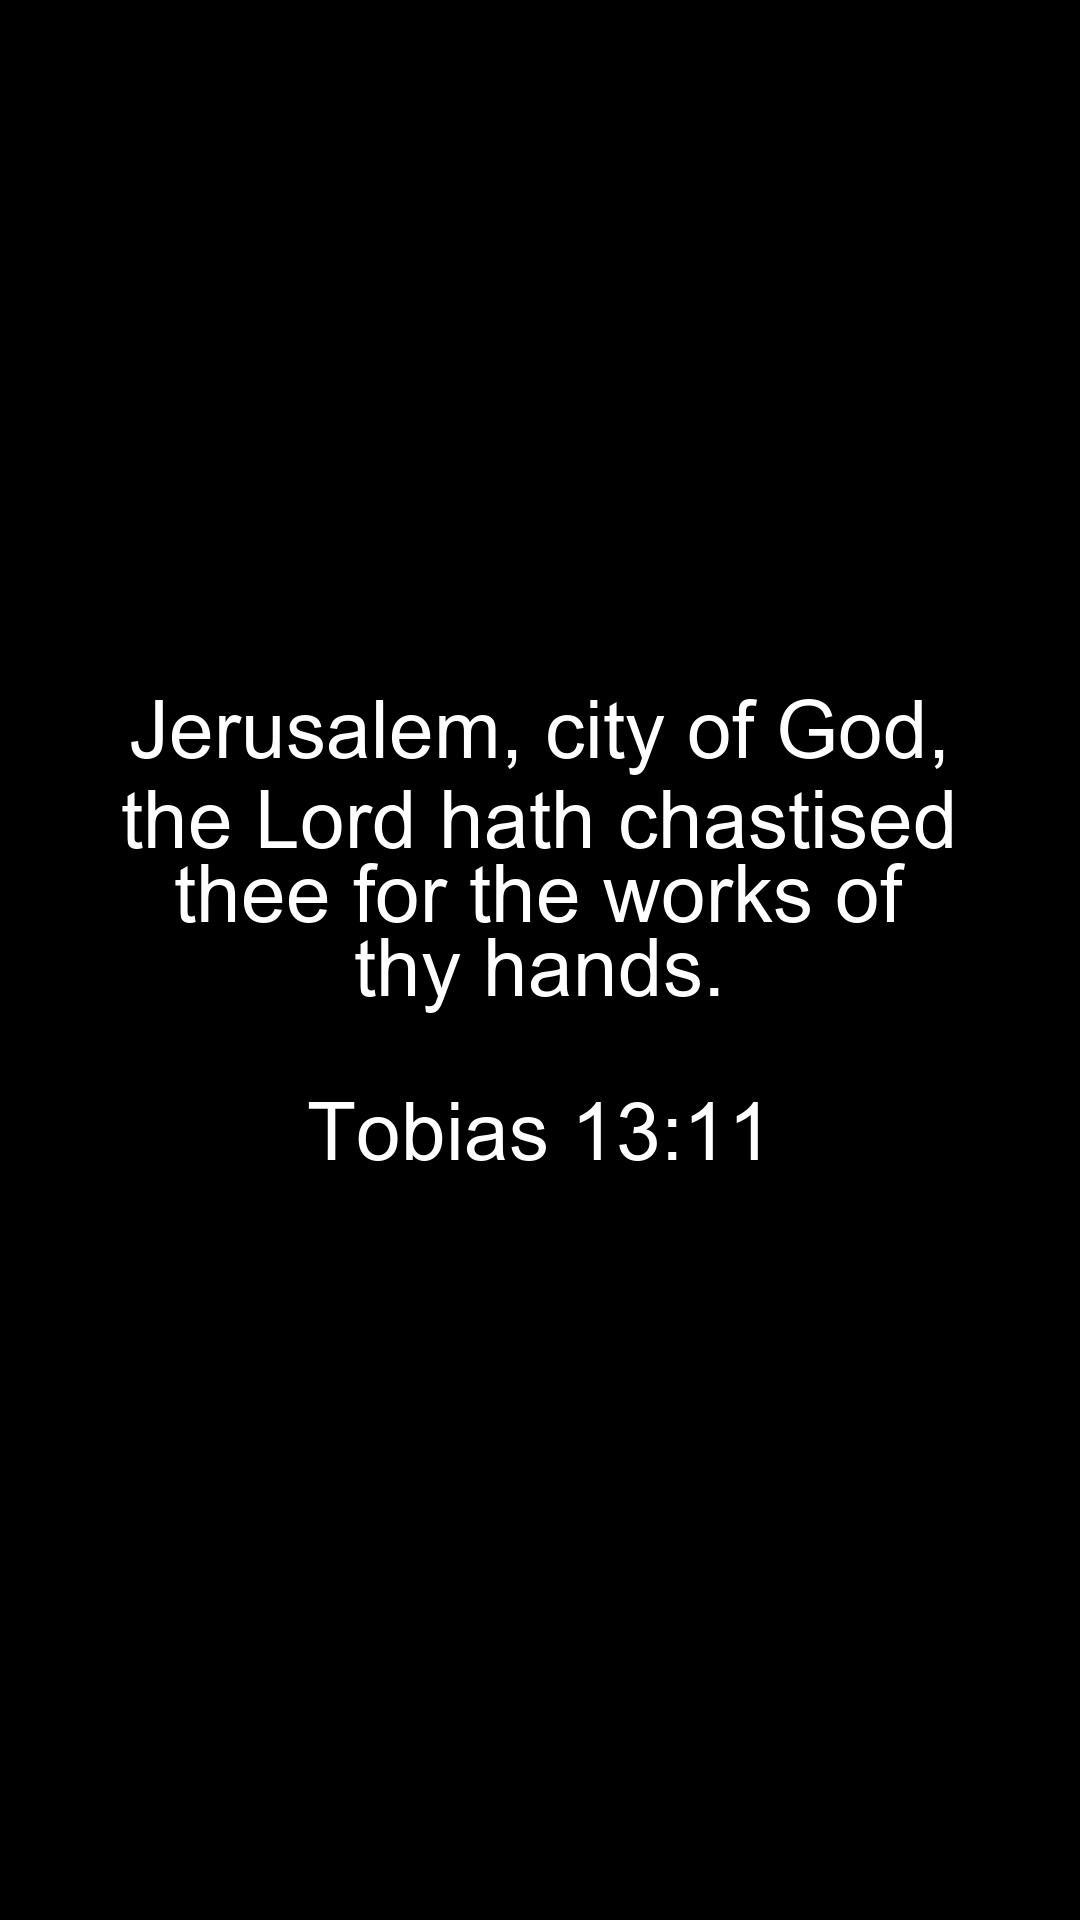 Jerusalem, city of God,
the Lord hath chastised
thee for the works of
thy hands.
Tobias 13:11